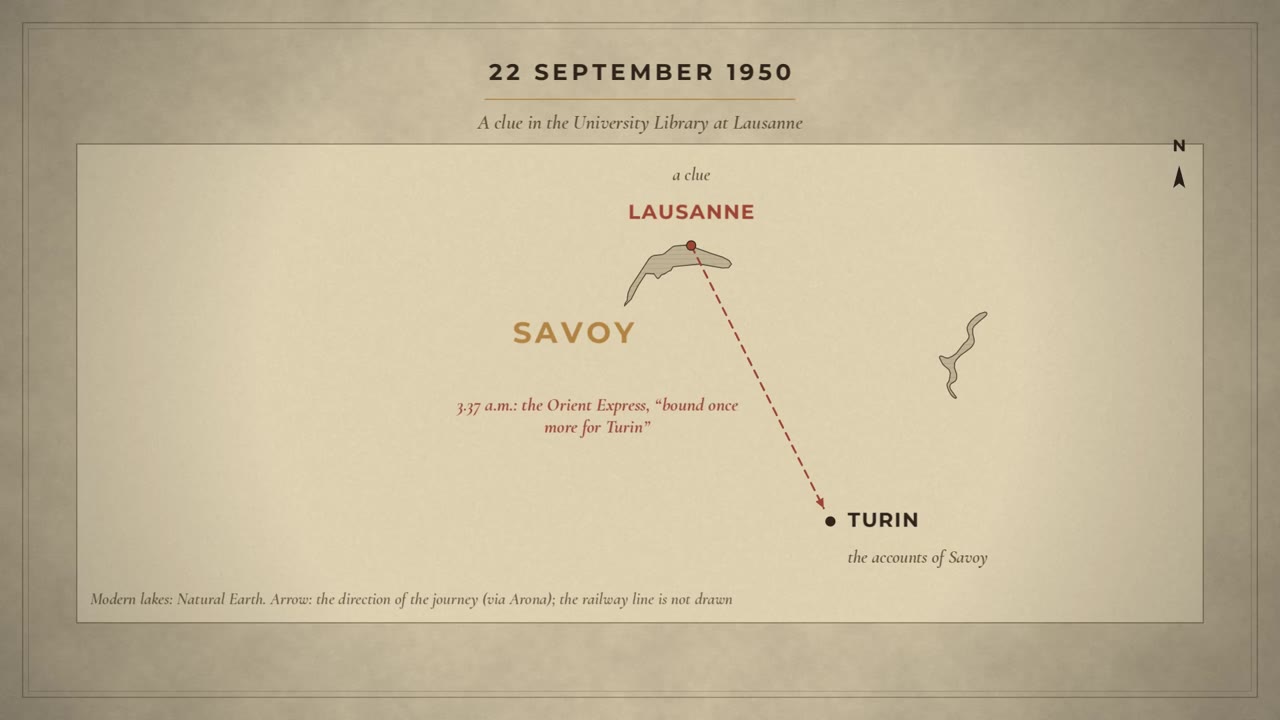 22 SEPTEMBER 1950
A clue in the University Library at Lausanne
N
a clue
LAUSANNE
SAVOY
3.37 a.m.: the Orient Express, “bound once
more for Turin”
TURIN
the accounts of Savoy
Modern lakes: Natural Earth. Arrow: the direction of the journey (via Arona); the railway line is not drawn